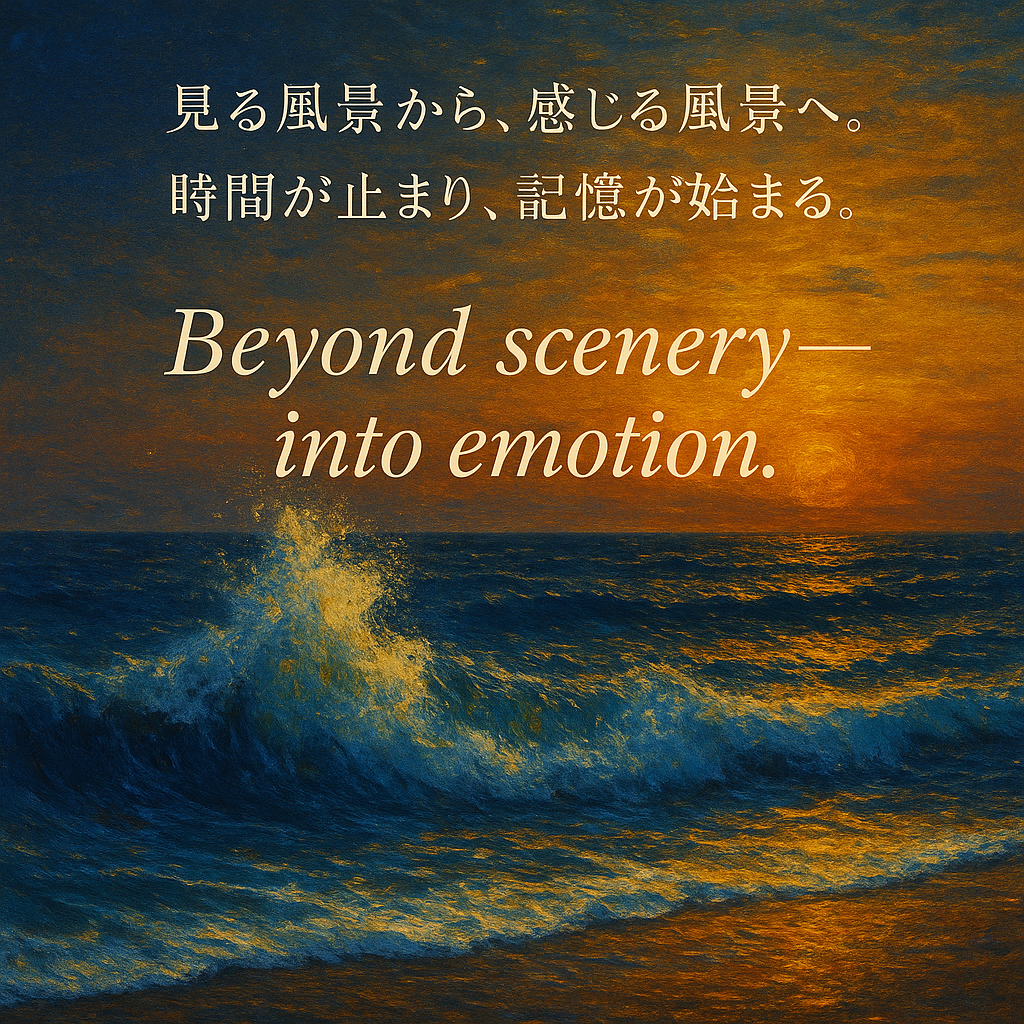 見る風景から、感じる風景へ。
時間が止まり、記憶が始まる。
Beyond scenery—
into emotion.